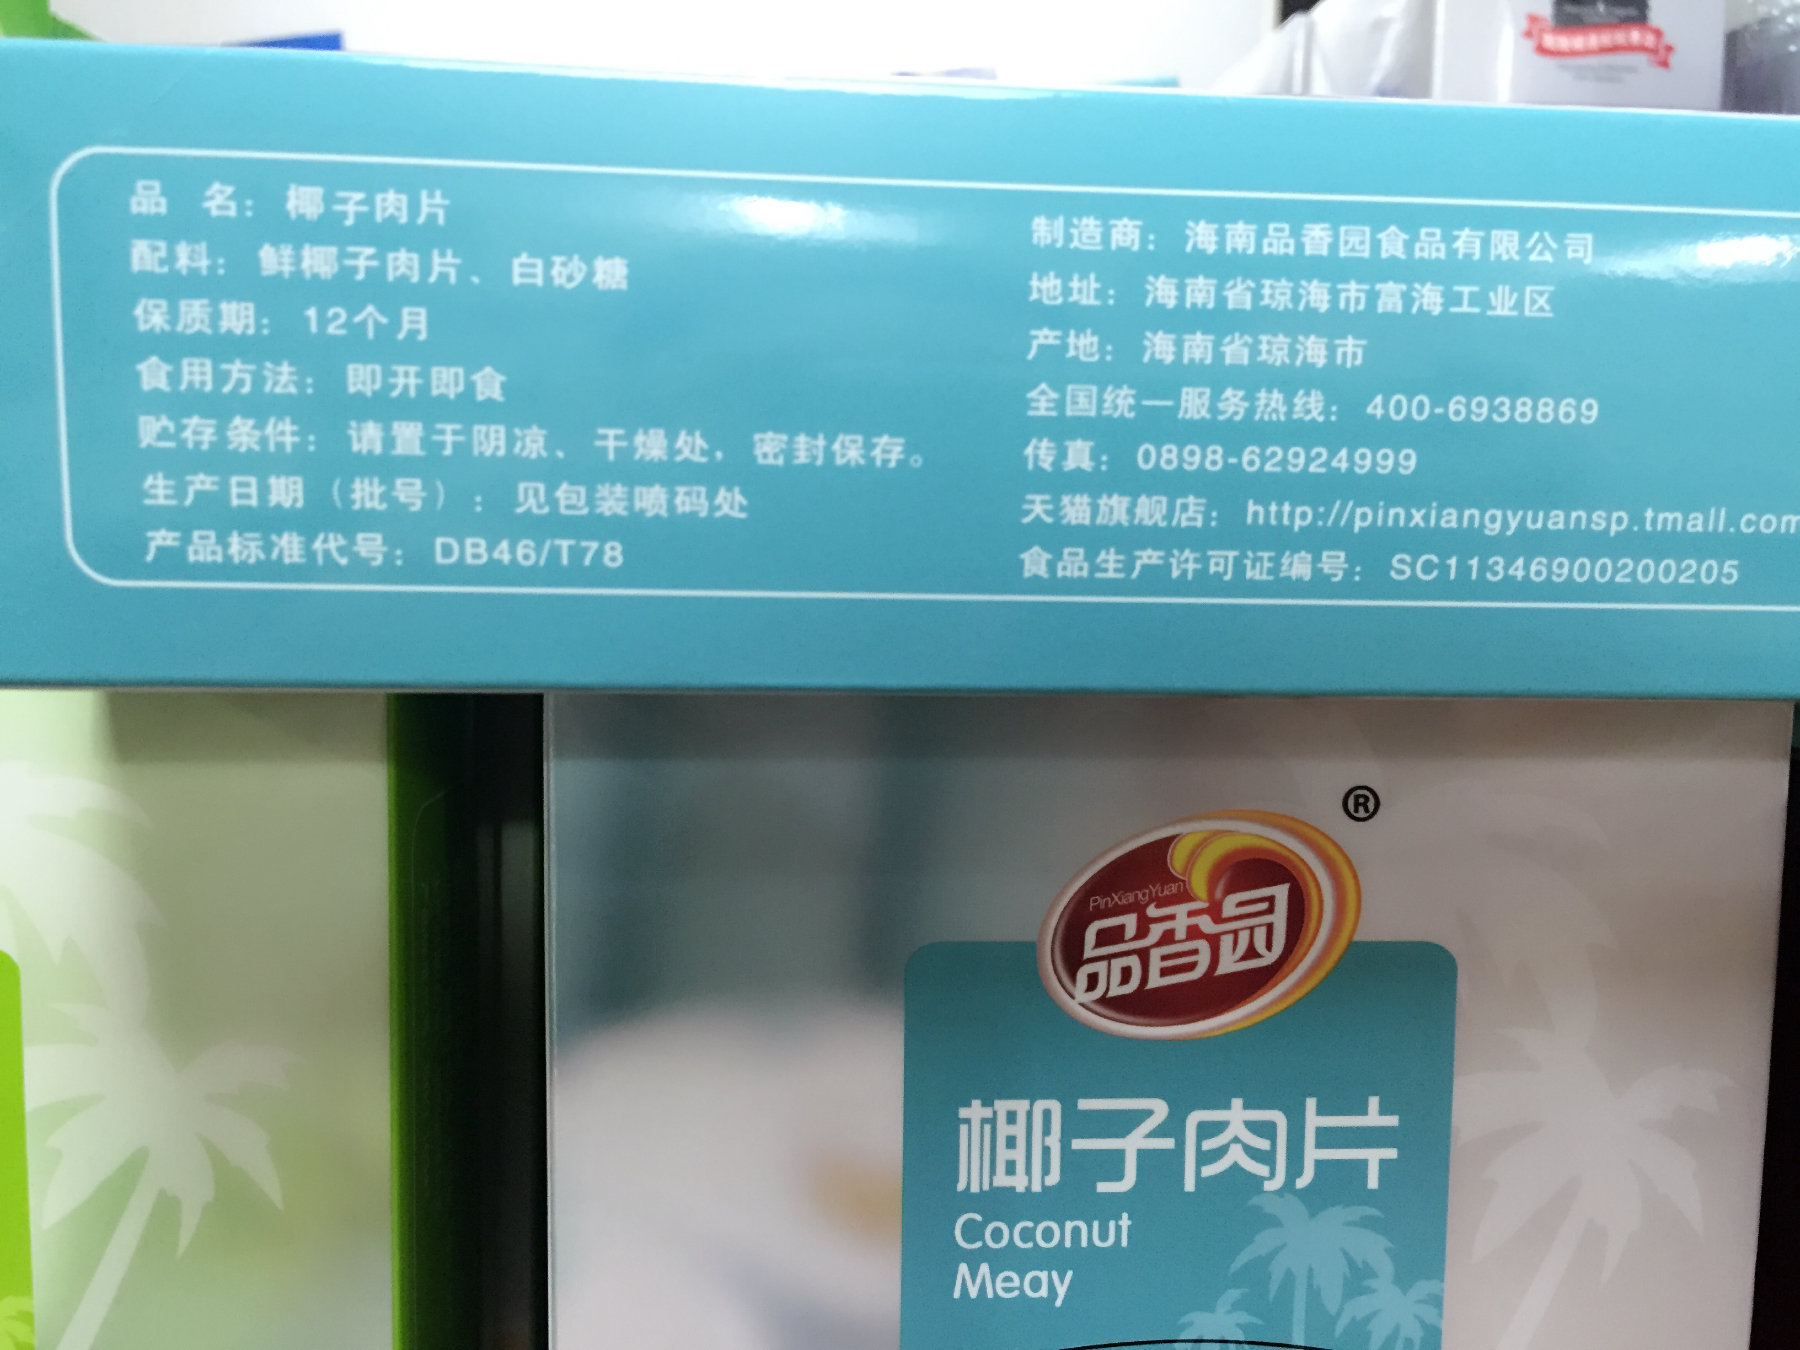 品 名：椰子肉片
配料：鲜椰子肉片、白砂糖
保质期：12个月
食用方法：即开即食
贮存条件：请置于阴凉、干燥处，密封保存。
生产日期（批号）：见包装喷码处
产品标准代号：DB46/T78
制造商：海南品香园食品有限公司
地址：海南省琼海市富海工业区
产地：海南省琼海市
全国统一服务热线：400-6938869
传真：0898-62924999
天猫旗舰店：http://pinxiangyuansp.tmall.com
食品生产许可证编号：SC11346900200205
®
PinXiangYuan
品香园
椰子肉片
Coconut
Meay